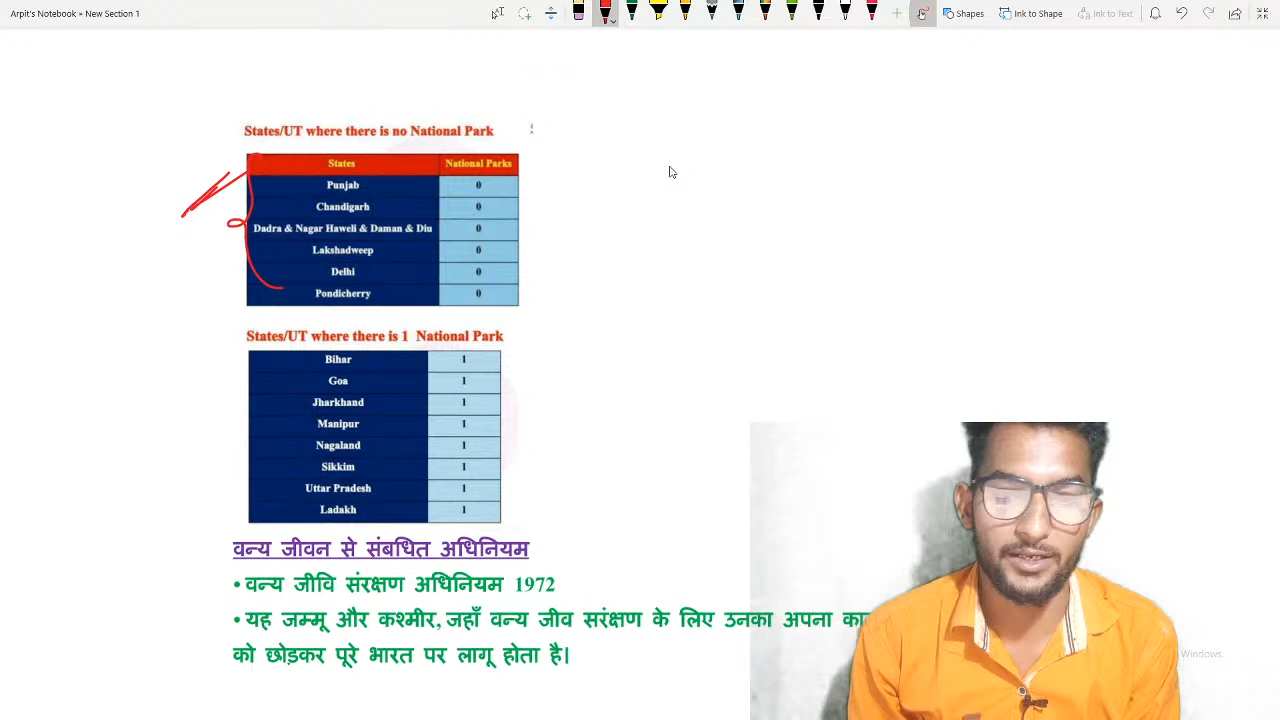 Arpit's Notebook » New Section 1
Shapes
Ink to Shape
Ink to Text
States/UT where there is no National Park
States National Parks
Punjab 0
Chandigarh 0
Dadra & Nagar Haweli & Daman & Diu 0
Lakshadweep 0
Delhi 0
Pondicherry 0
States/UT where there is 1 National Park
Bihar 1
Goa 1
Jharkhand 1
Manipur 1
Nagaland 1
Sikkim 1
Uttar Pradesh 1
Ladakh 1
वन्य जीवन से संबधित अधिनियम
• वन्य जीवि संरक्षण अधिनियम 1972
• यह जम्मू और कश्मीर, जहाँ वन्य जीव सरंक्षण के लिए उनका अपना
को छोड़कर पूरे भारत पर लागू होता है।
Windows.